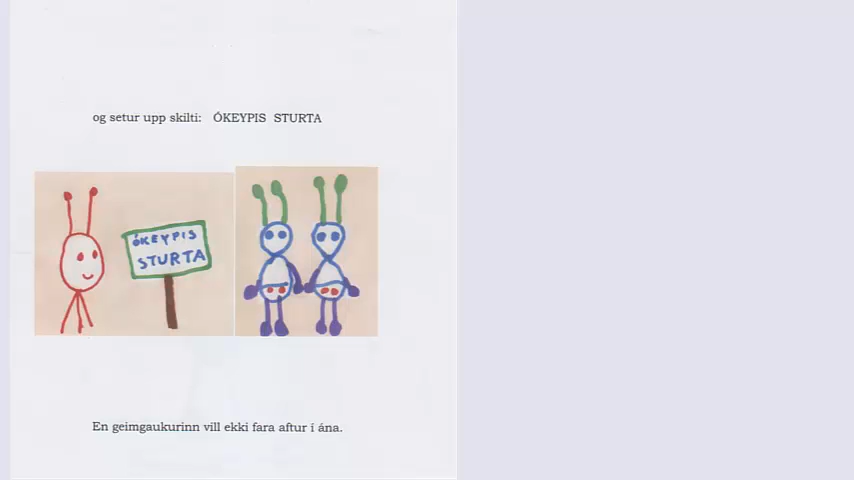 og setur upp skilti: ÓKEYPIS STURTA
ÓKEYPIS
STURTA
En geimgaukurinn vill ekki fara aftur í ána.